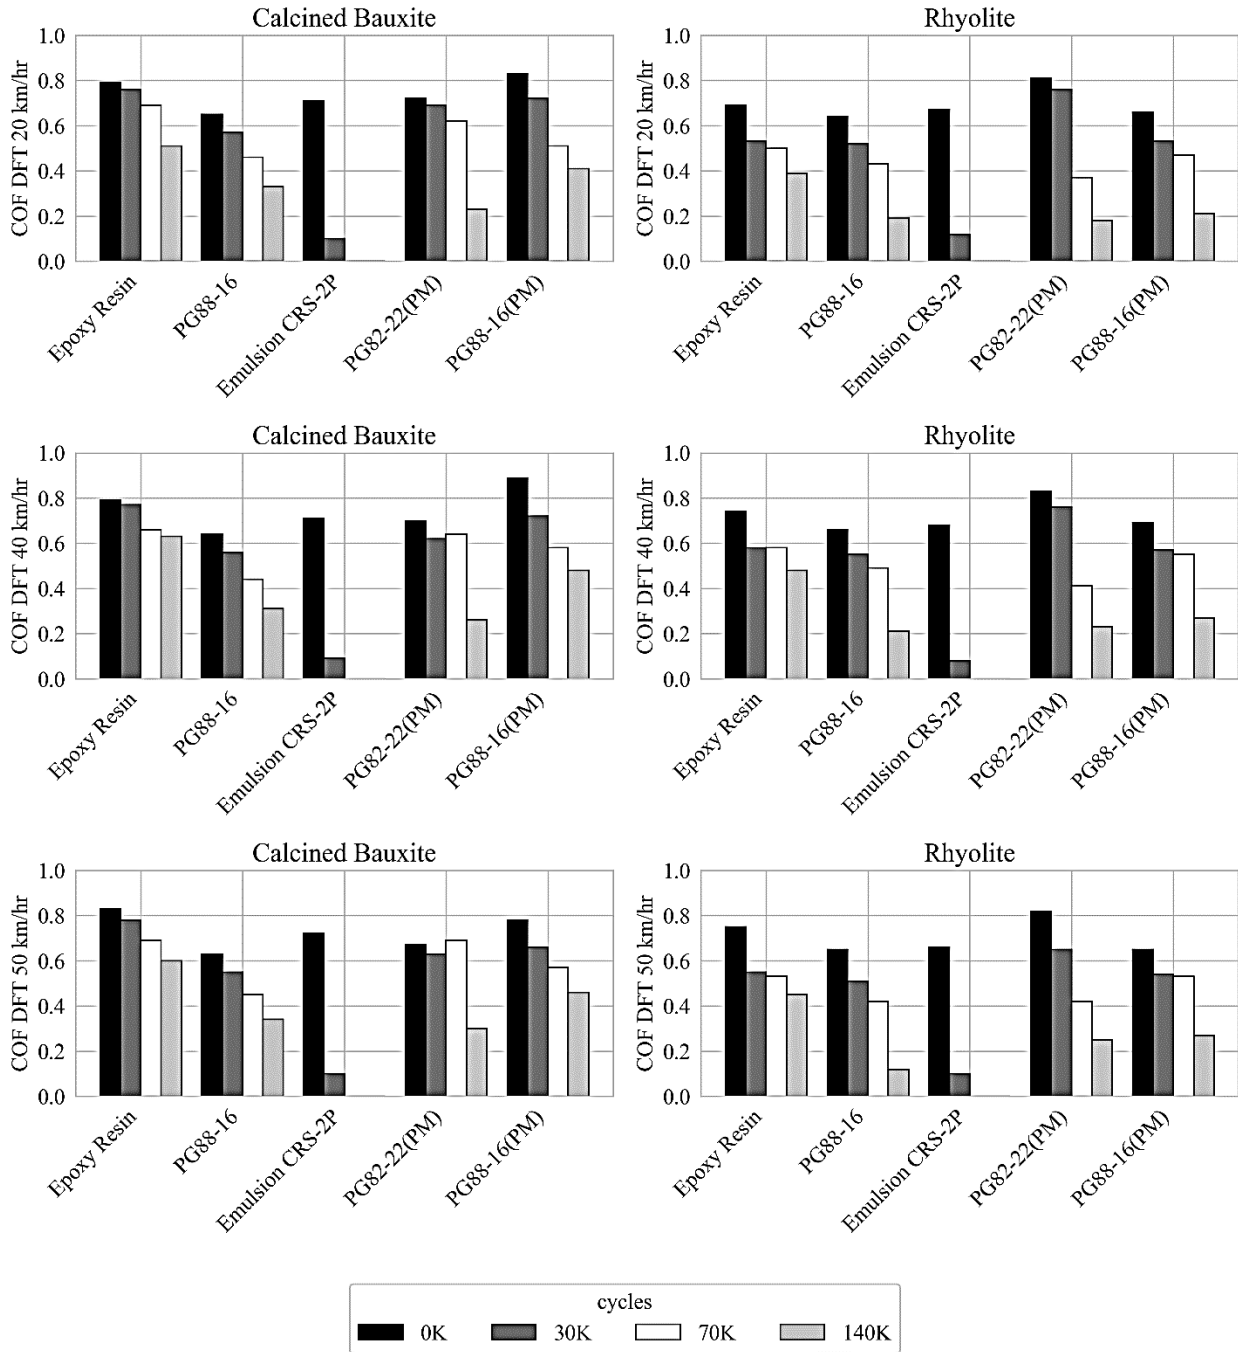 Calcined Bauxite
Rhyolite
COF DFT 20 km/hr
1.0
0.8
0.6
0.4
0.2
0.0
Epoxy Resin
PG88-16
Emulsion CRS-2P
PG82-22(PM)
PG88-16(PM)
COF DFT 20 km/hr
1.0
0.8
0.6
0.4
0.2
0.0
Epoxy Resin
PG88-16
Emulsion CRS-2P
PG82-22(PM)
PG88-16(PM)
Calcined Bauxite
Rhyolite
COF DFT 40 km/hr
1.0
0.8
0.6
0.4
0.2
0.0
Epoxy Resin
PG88-16
Emulsion CRS-2P
PG82-22(PM)
PG88-16(PM)
COF DFT 40 km/hr
1.0
0.8
0.6
0.4
0.2
0.0
Epoxy Resin
PG88-16
Emulsion CRS-2P
PG82-22(PM)
PG88-16(PM)
Calcined Bauxite
Rhyolite
COF DFT 50 km/hr
1.0
0.8
0.6
0.4
0.2
0.0
Epoxy Resin
PG88-16
Emulsion CRS-2P
PG82-22(PM)
PG88-16(PM)
COF DFT 50 km/hr
1.0
0.8
0.6
0.4
0.2
0.0
Epoxy Resin
PG88-16
Emulsion CRS-2P
PG82-22(PM)
PG88-16(PM)
cycles
0K 30K 70K 140K